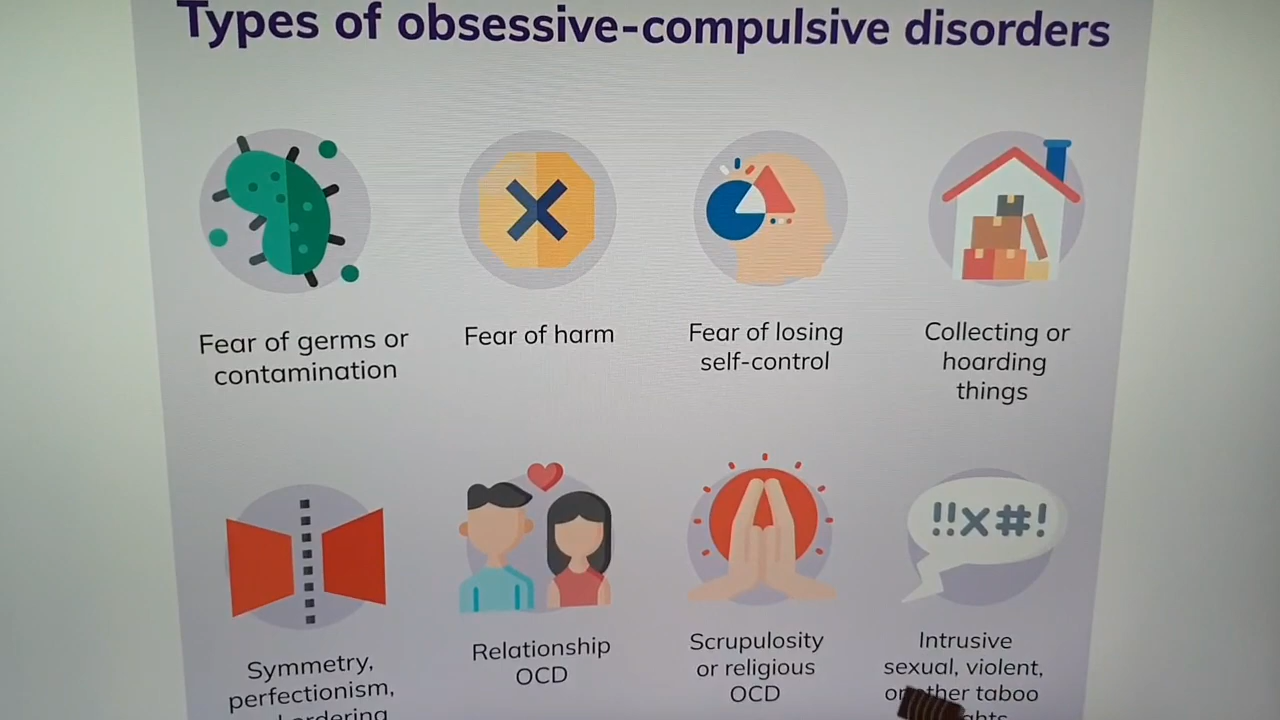 Types of obsessive-compulsive disorders
Fear of germs or
contamination
Fear of harm
Fear of losing
self-control
Collecting or
hoarding
things
!!x#!
Symmetry,
perfectionism,
Relationship
OCD
Scrupulosity
or religious
OCD
Intrusive
sexual, violent,
taboo